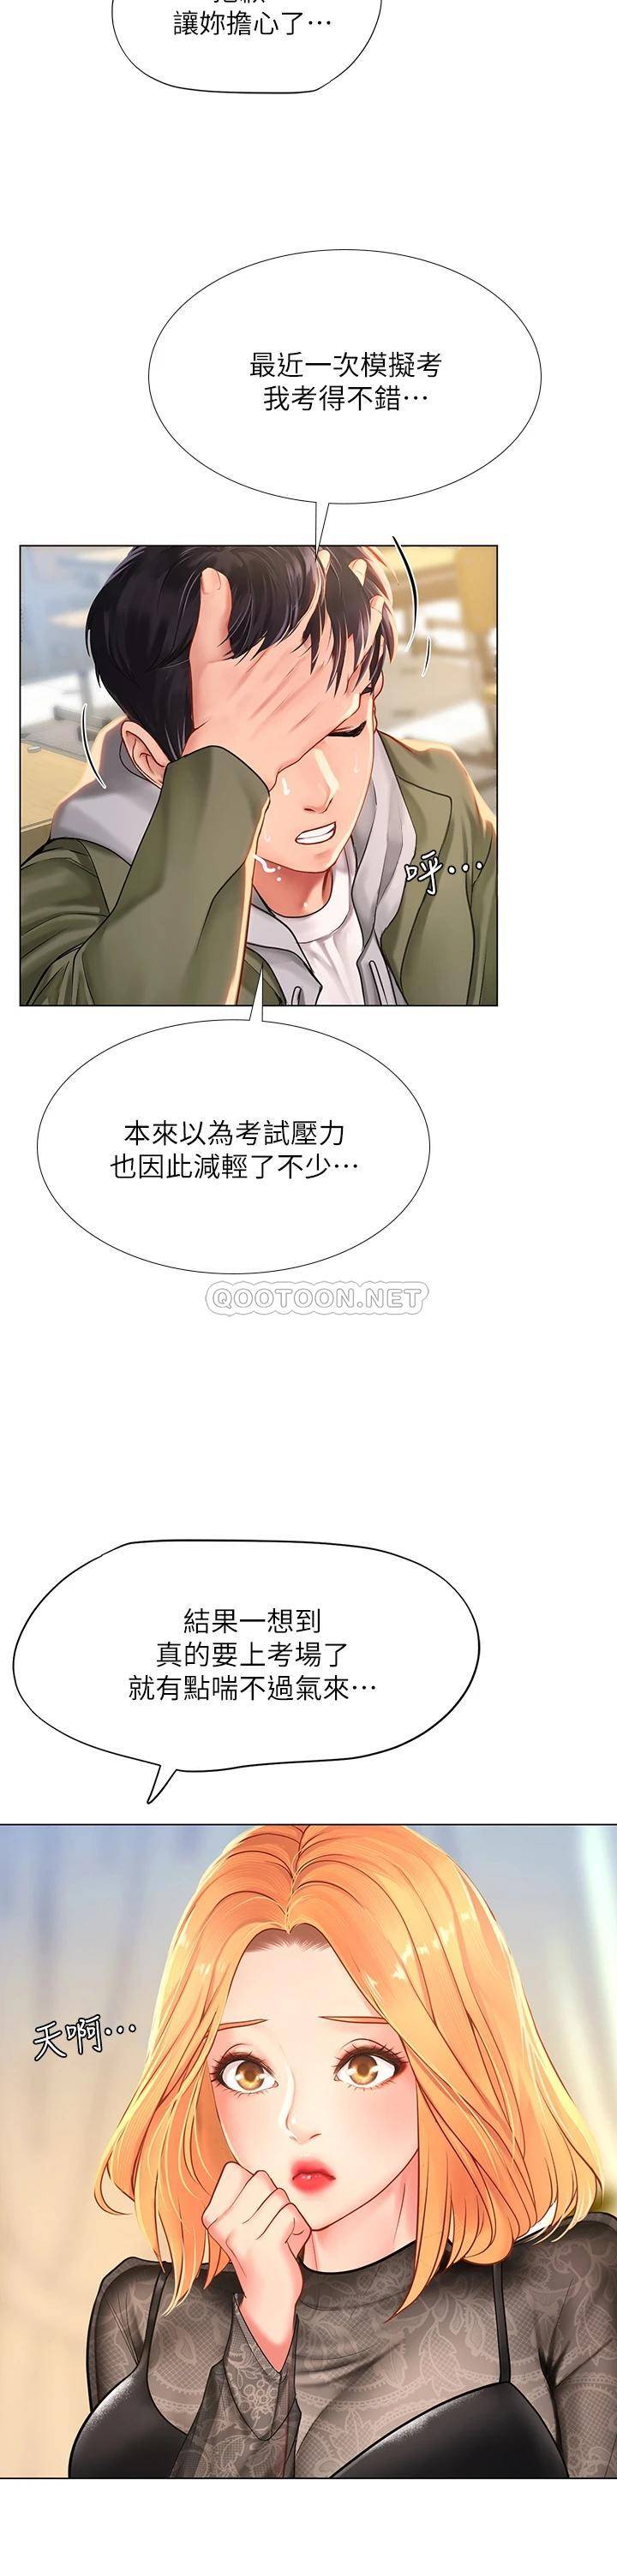 讓妳擔心了…
最近一次模擬考
我考得不錯…
呼…
本來以為考試壓力
也因此減輕了不少…
QOOTOON.NET
結果一想到
真的要上考場了
就有點喘不過氣來…
天啊…